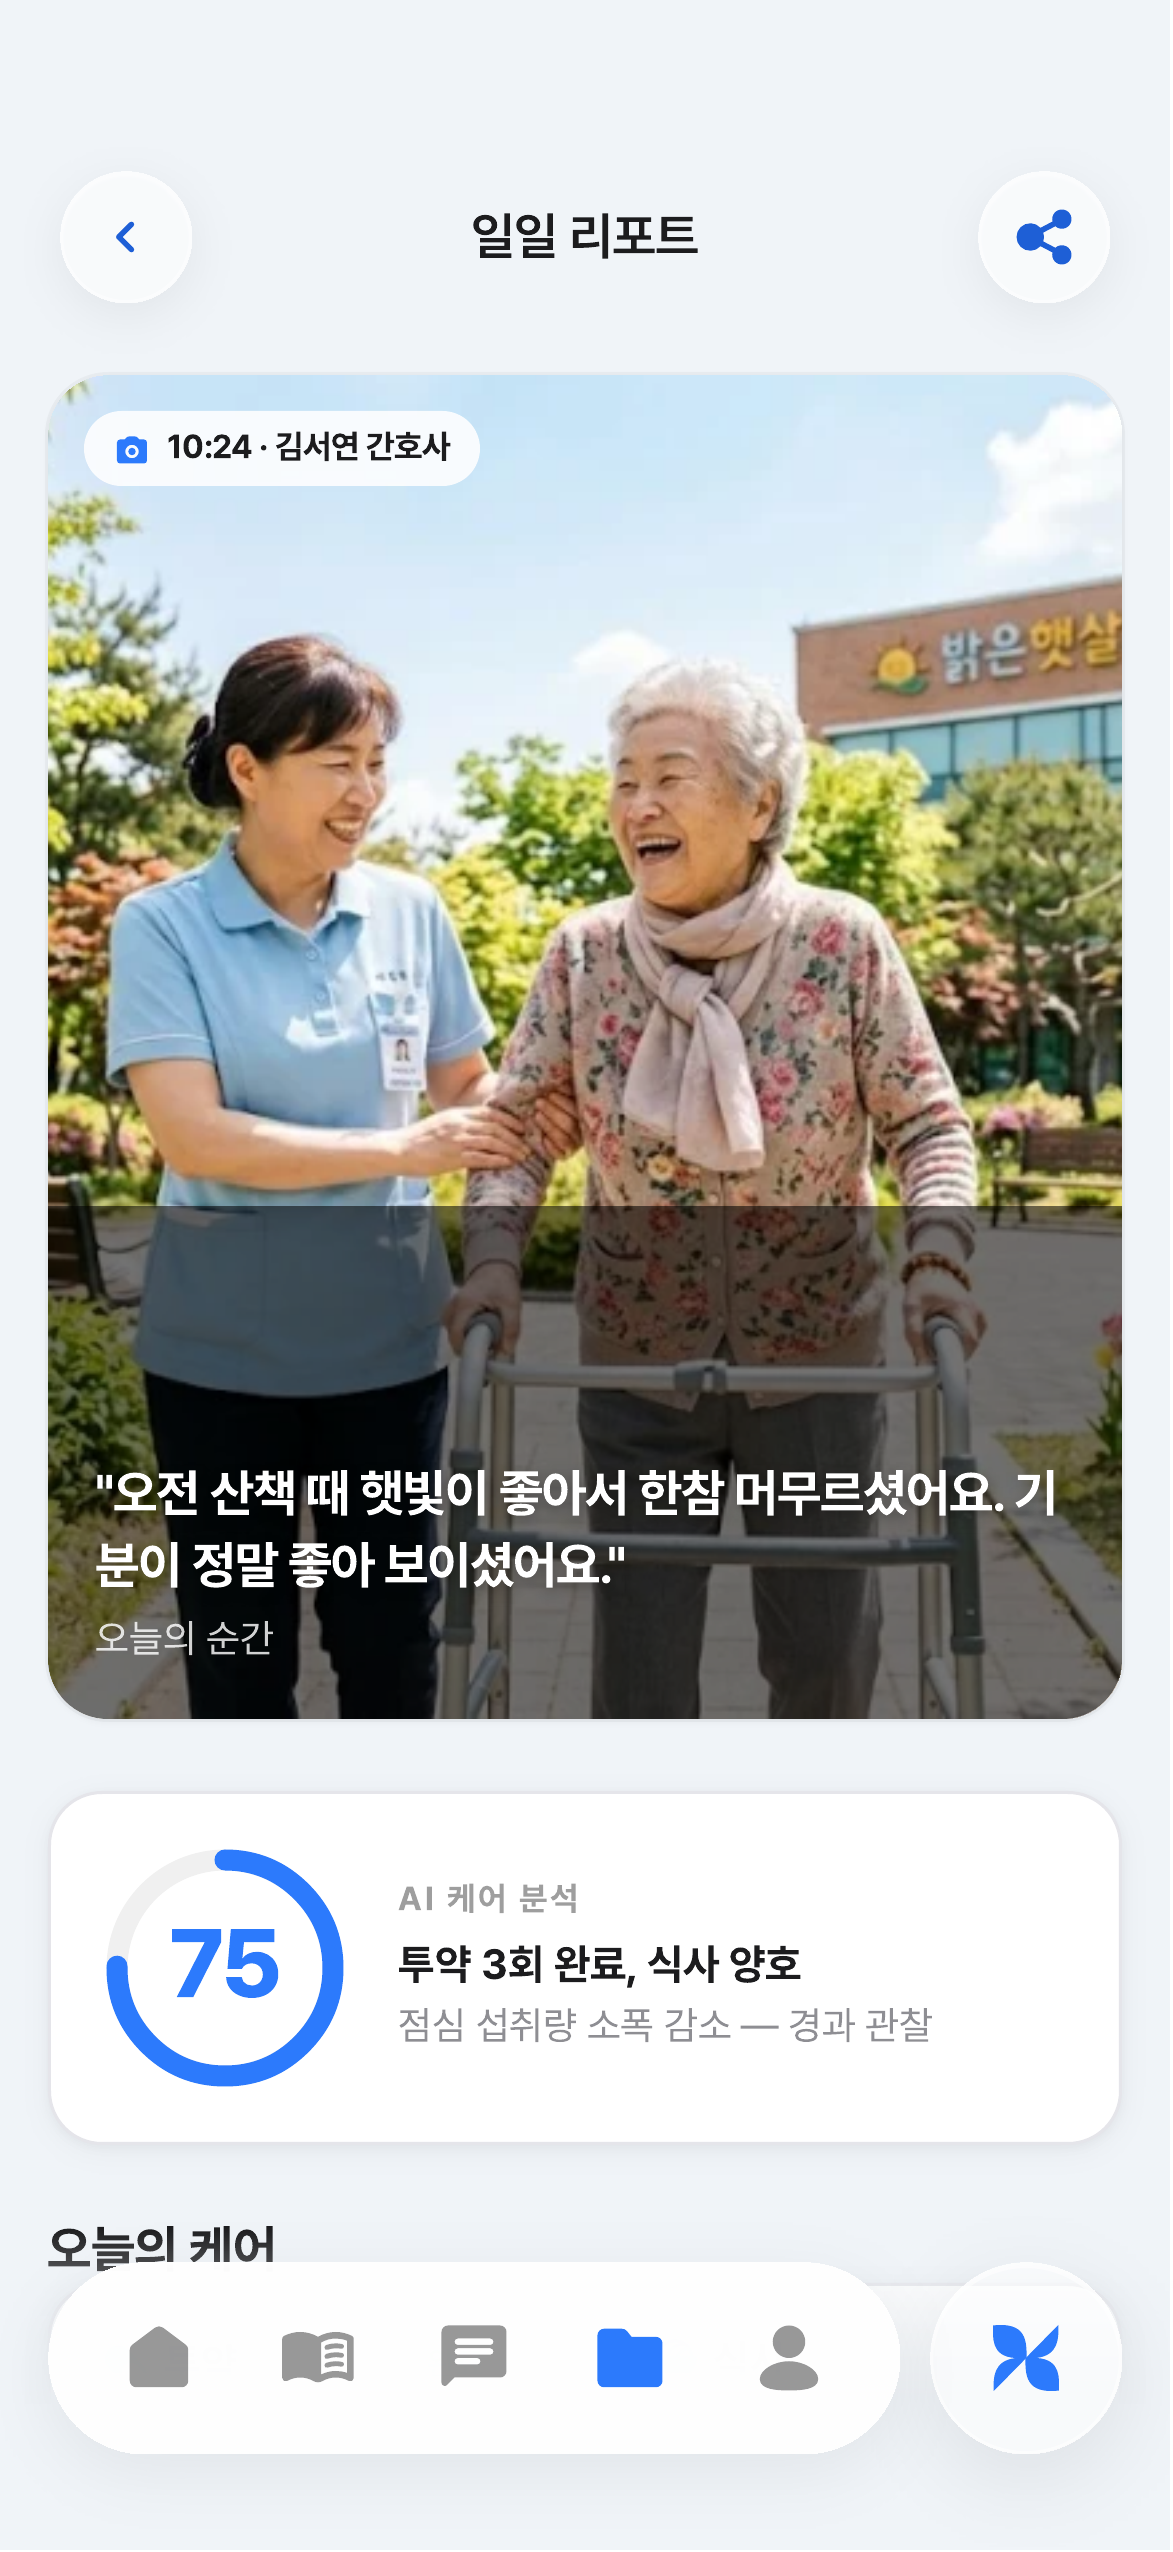 일일 리포트
10:24 · 김서연 간호사
밝은햇살
"오전 산책 때 햇빛이 좋아서 한참 머무르셨어요. 기
분이 정말 좋아 보이셨어요."
오늘의 순간
75
AI 케어 분석
투약 3회 완료, 식사 양호
점심 섭취량 소폭 감소 — 경과 관찰
오늘의 케어